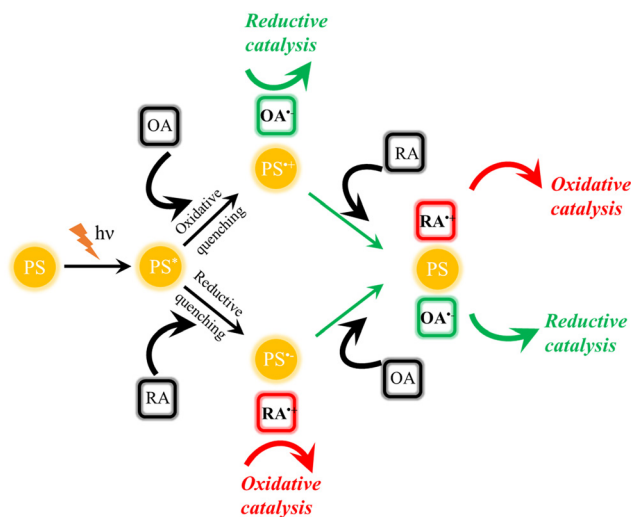 Reductive
catalysis
OA
OA•-
PS•+
RA
hν
Oxidative
quenching
RA•+
Oxidative
catalysis
PS
PS*
PS
Reductive
quenching
OA•-
Reductive
catalysis
RA
PS•-
OA
RA•+
Oxidative
catalysis